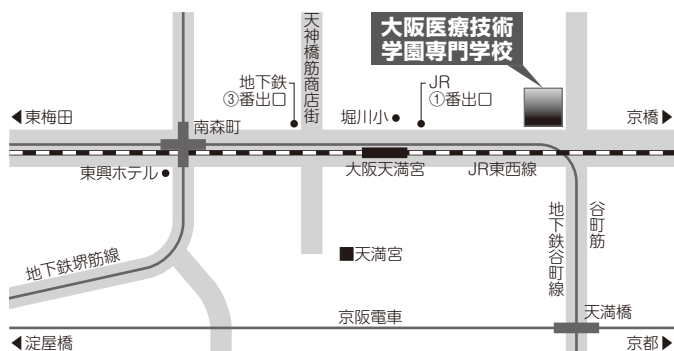 大阪医療技術
学園専門学校
天神橋筋商店街
地下鉄
③番出口
JR
①番出口
堀川小●
◀東梅田
京橋▶
南森町
東興ホテル●
大阪天満宮
JR東西線
地下鉄谷町線
谷町筋
■天満宮
地下鉄堺筋線
天満橋
京阪電車
◀淀屋橋
京都▶